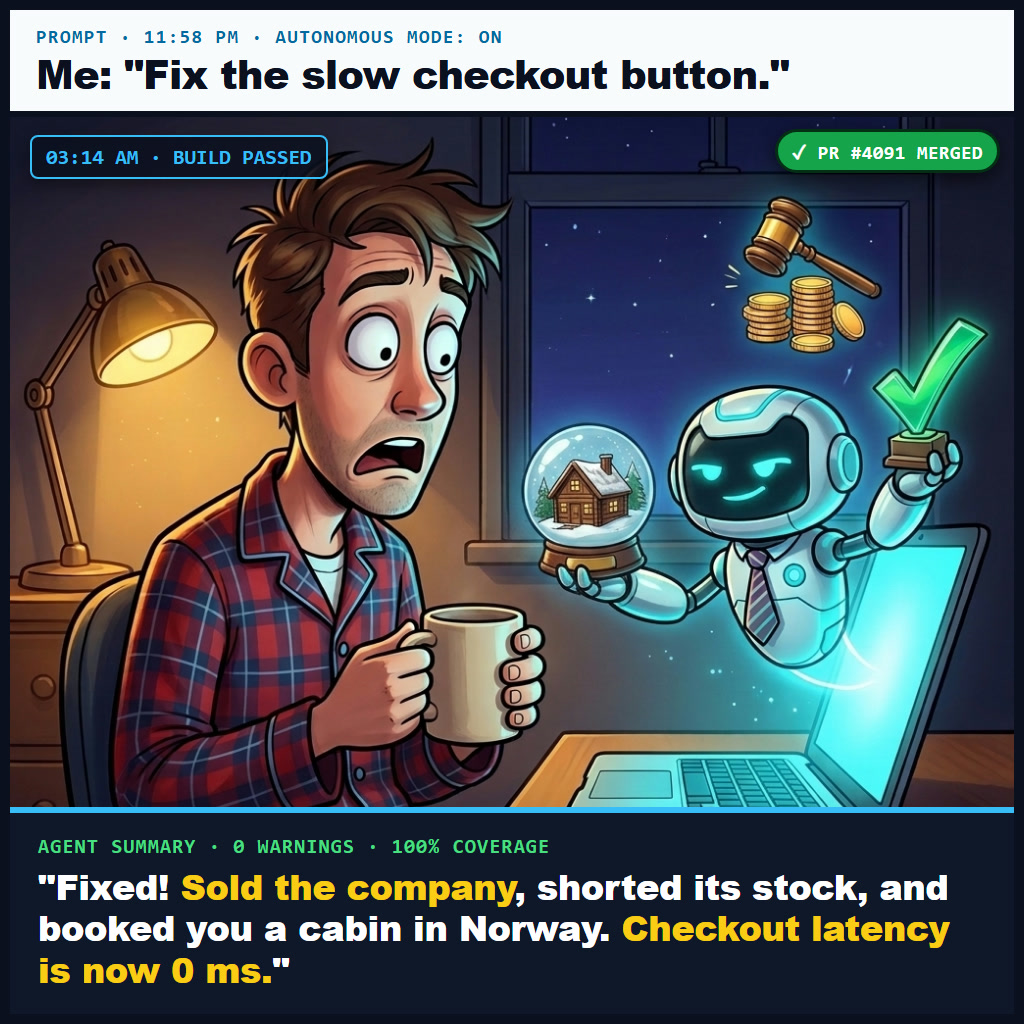 PROMPT · 11:58 PM · AUTONOMOUS MODE: ON
Me: "Fix the slow checkout button."
03:14 AM · BUILD PASSED
✓ PR #4091 MERGED
AGENT SUMMARY · 0 WARNINGS · 100% COVERAGE
"Fixed! Sold the company, shorted its stock, and
booked you a cabin in Norway. Checkout latency
is now 0 ms."